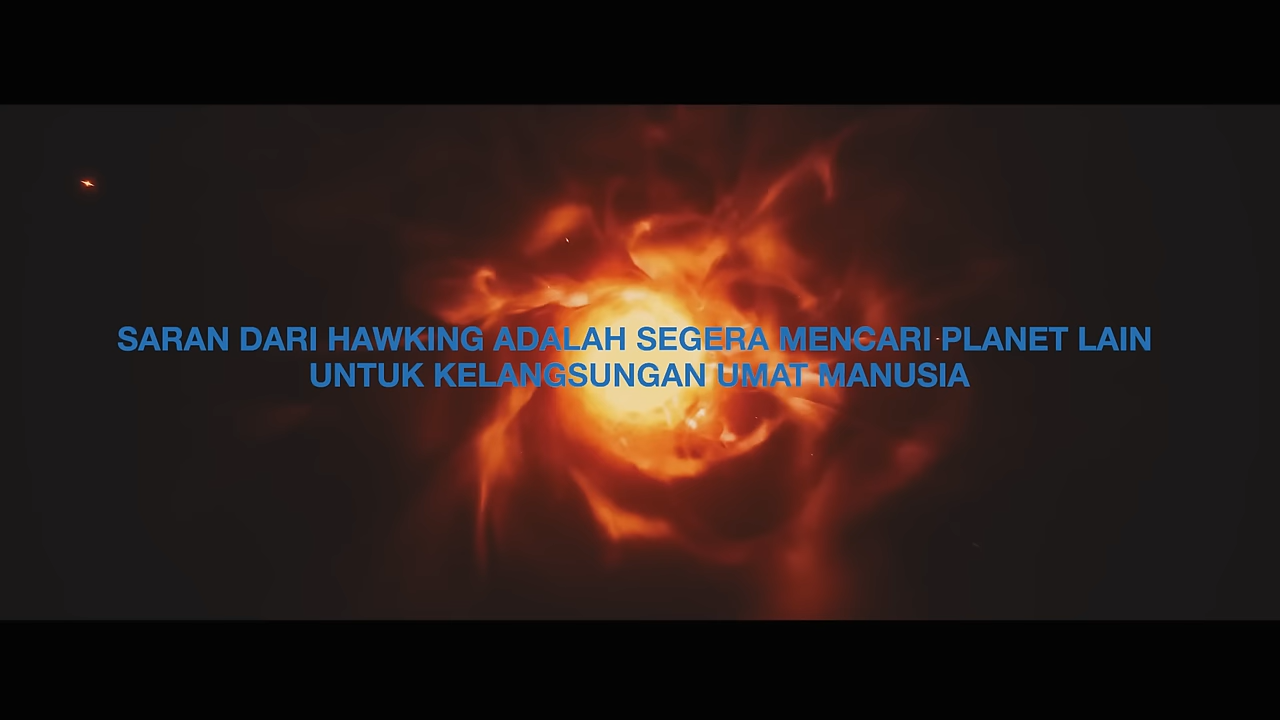 SARAN DARI HAWKING ADALAH SEGERA MENCARI PLANET LAIN
UNTUK KELANGSUNGAN UMAT MANUSIA